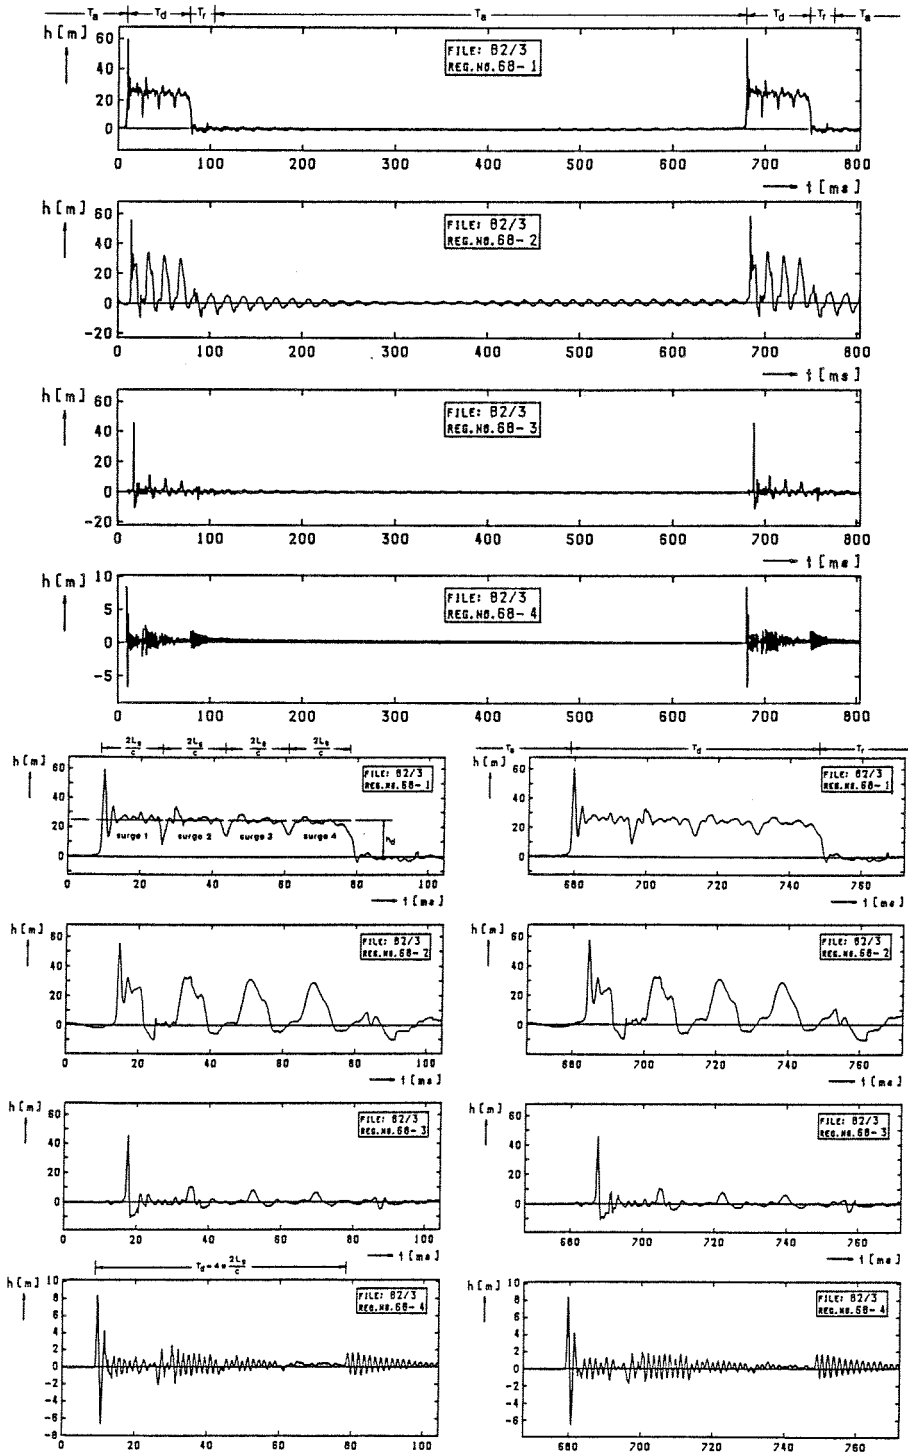 Ta Td Tr Ta Td Tr Ta
h[m]
60
40
20
0
FILE: 82/3
REG.NO.68-1
0 100 200 300 400 500 600 700 800
t [ms]
h[m]
60
40
20
0
-20
FILE: 82/3
REG.NO.68-2
0 100 200 300 400 500 600 700 800
t [ms]
h[m]
60
40
20
0
-20
FILE: 82/3
REG.NO.68-3
0 100 200 300 400 500 600 700 800
t [ms]
h[m]
10
5
0
-5
FILE: 82/3
REG.NO.68-4
0 100 200 300 400 500 600 700 800
2Ls/c 2Ls/c 2Ls/c 2Ls/c
h[m]
60
40
20
0
FILE: 82/3
REG.NO.68-1
surge 1 surge 2 surge 3 surge 4
hd
0 20 40 60 80 100
t [ms]
Ta Td Tr
h[m]
60
40
20
0
FILE: 82/3
REG.NO.68-1
680 700 720 740 760
t [ms]
h[m]
60
40
20
0
FILE: 82/3
REG.NO.68-2
0 20 40 60 80 100
t [ms]
h[m]
60
40
20
0
FILE: 82/3
REG.NO.68-2
680 700 720 740 760
t [ms]
h[m]
60
40
20
0
FILE: 82/3
REG.NO.68-3
0 20 40 60 80 100
t [ms]
h[m]
60
40
20
0
FILE: 82/3
REG.NO.68-3
680 700 720 740 760
t [ms]
Td=4*2Ls/c
h[m]
10
8
6
4
2
0
-2
-4
-6
-8
FILE: 82/3
REG.NO.68-4
0 20 40 60 80 100
h[m]
10
8
6
4
2
0
-2
-4
-6
FILE: 82/3
REG.NO.68-4
680 700 720 740 760